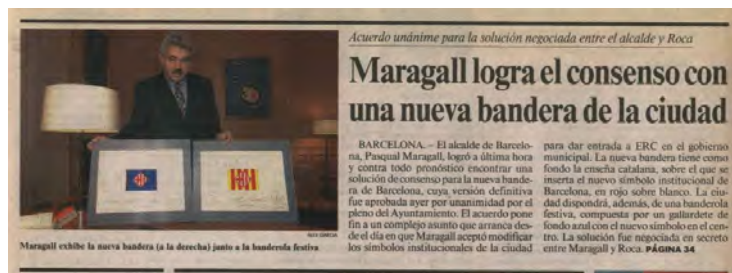 Acuerdo unánime para la solución negociada entre el alcalde y Roca
Maragall logra el consenso con
una nueva bandera de la ciudad
BARCELONA. – El alcalde de Barcelo-
na, Pasqual Maragall, logró a última hora
y contra todo pronóstico encontrar una
solución de consenso para la nueva bande-
ra de Barcelona, cuya versión definitiva
fue aprobada ayer por unanimidad por el
pleno del Ayuntamiento. El acuerdo pone
fin a un complejo asunto que arranca des-
de el día en que Maragall aceptó modificar
los símbolos institucionales de la ciudad
para dar entrada a ERC en el gobierno
municipal. La nueva bandera tiene como
fondo la enseña catalana, sobre el que se
inserta el nuevo símbolo institucional de
Barcelona, en rojo sobre blanco. La ciu-
dad dispondrá, además, de una banderola
festiva, compuesta por un gallardete de
fondo azul con el nuevo símbolo en el cen-
tro. La solución fue negociada en secreto
entre Maragall y Roca. PÁGINA 34
Maragall exhibe la nueva bandera (a la derecha) junto a la banderola festiva